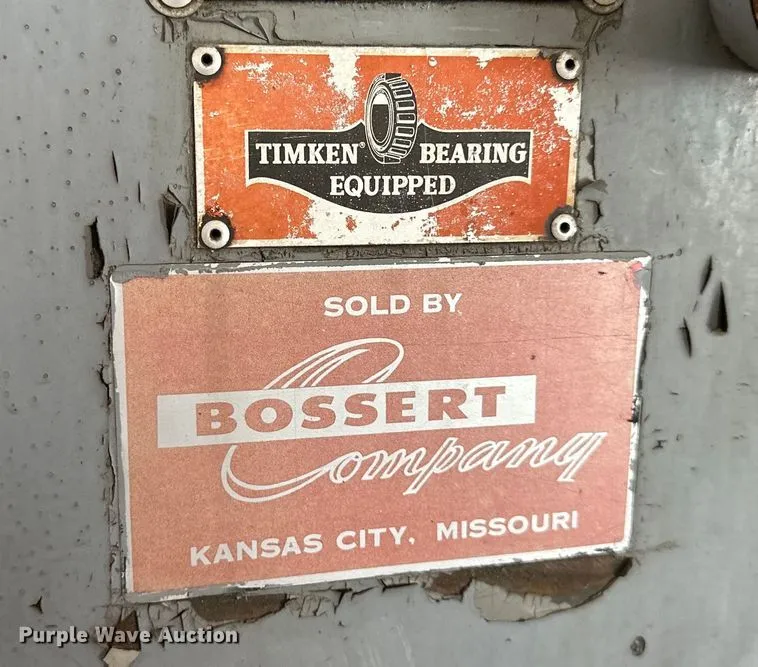 TIMKEN® BEARING
EQUIPPED
SOLD BY
BOSSERT
Company
KANSAS CITY, MISSOURI
Purple Wave Auction